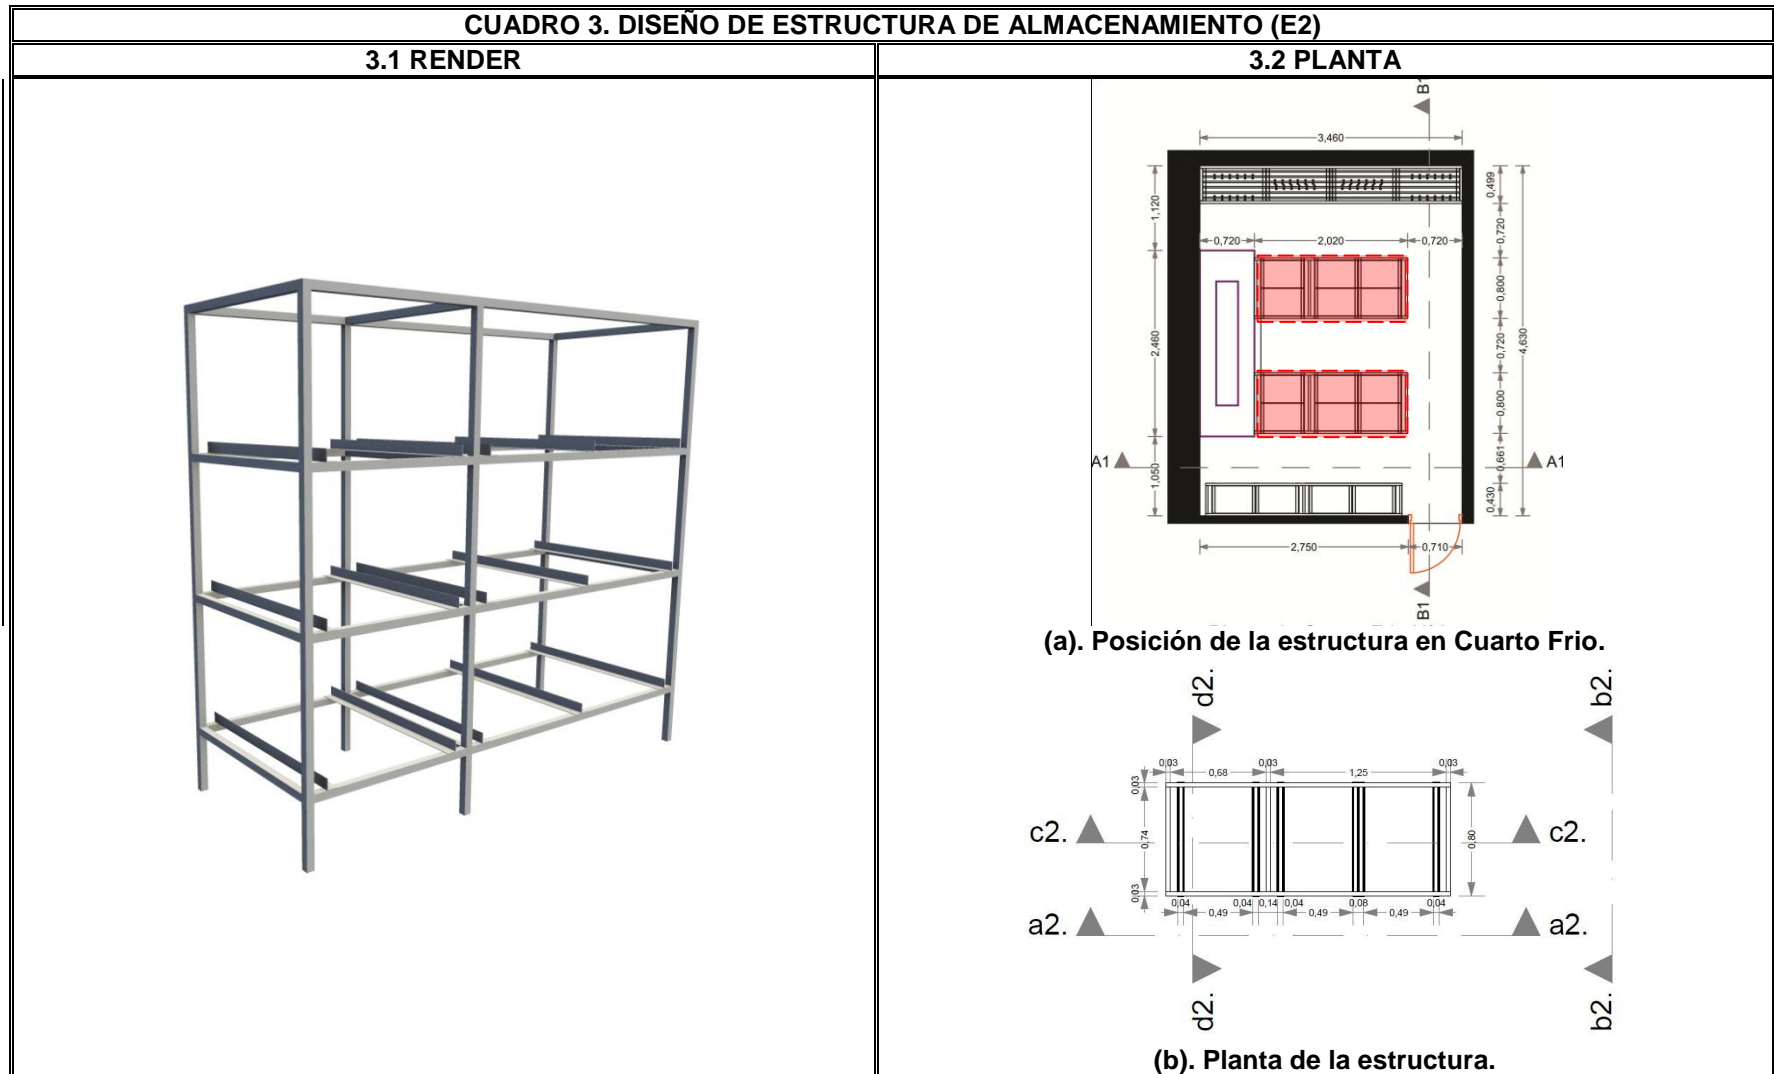 CUADRO 3. DISEÑO DE ESTRUCTURA DE ALMACENAMIENTO (E2)
3.1 RENDER
3.2 PLANTA
B1
3,460
1,120
0,499
0,720
0,720
2,020
0,720
0,800
2,460
0,720
4,630
0,800
A1
A1
1,050
0,661
0,430
2,750
0,710
B1
(a). Posición de la estructura en Cuarto Frio.
d2.
b2.
0,03
0,68
0,03
1,25
0,03
0,03
c2.
0,74
0,80
c2.
0,03
0,04
0,49
0,04
0,14
0,04
0,49
0,08
0,49
0,04
a2.
a2.
d2.
b2.
(b). Planta de la estructura.